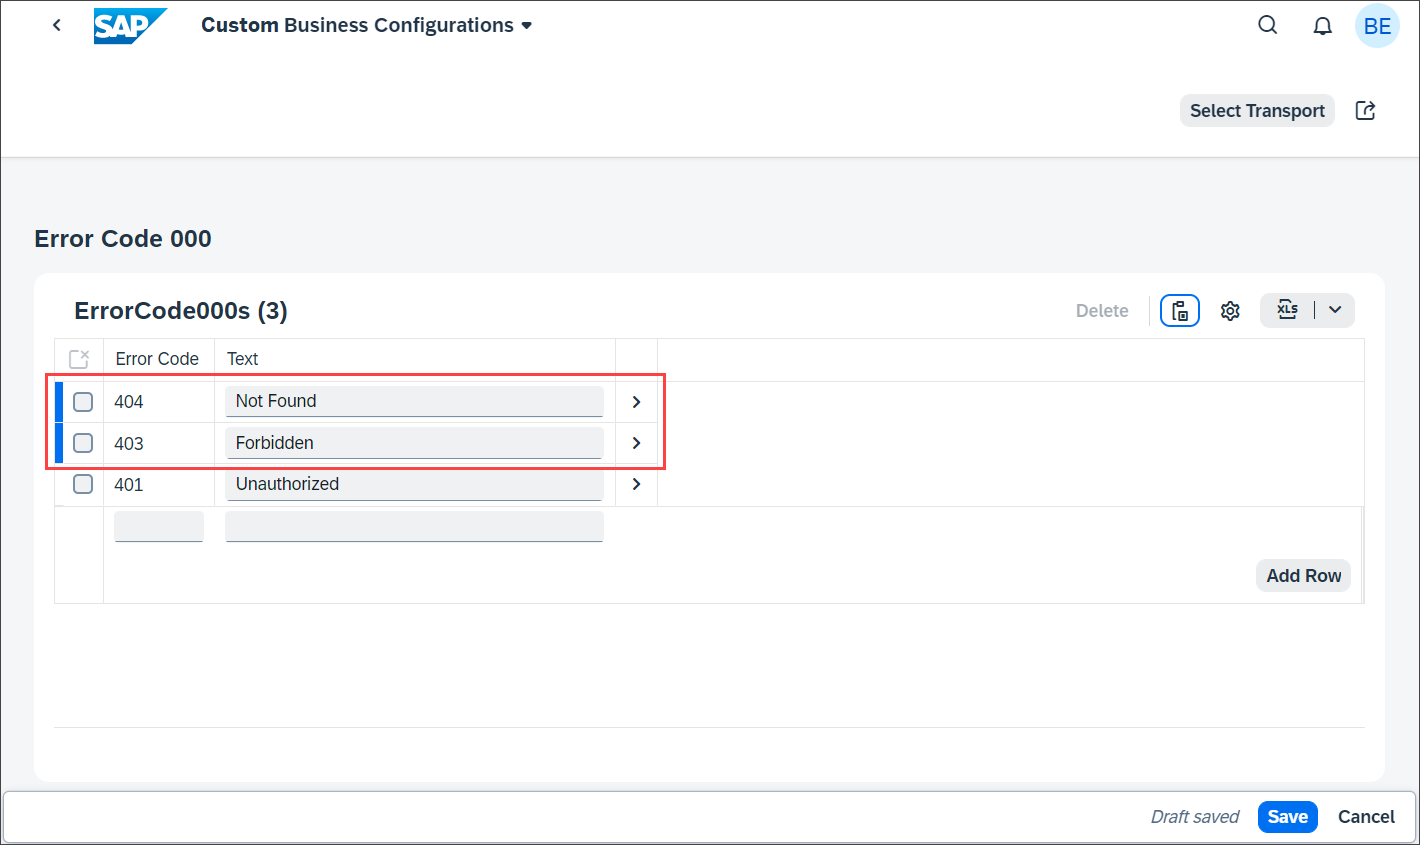 SAP Custom Business Configurations BE
Select Transport
Error Code 000
ErrorCode000s (3) Delete XLS
Error Code Text
404 Not Found
403 Forbidden
401 Unauthorized
Add Row
Draft saved Save Cancel